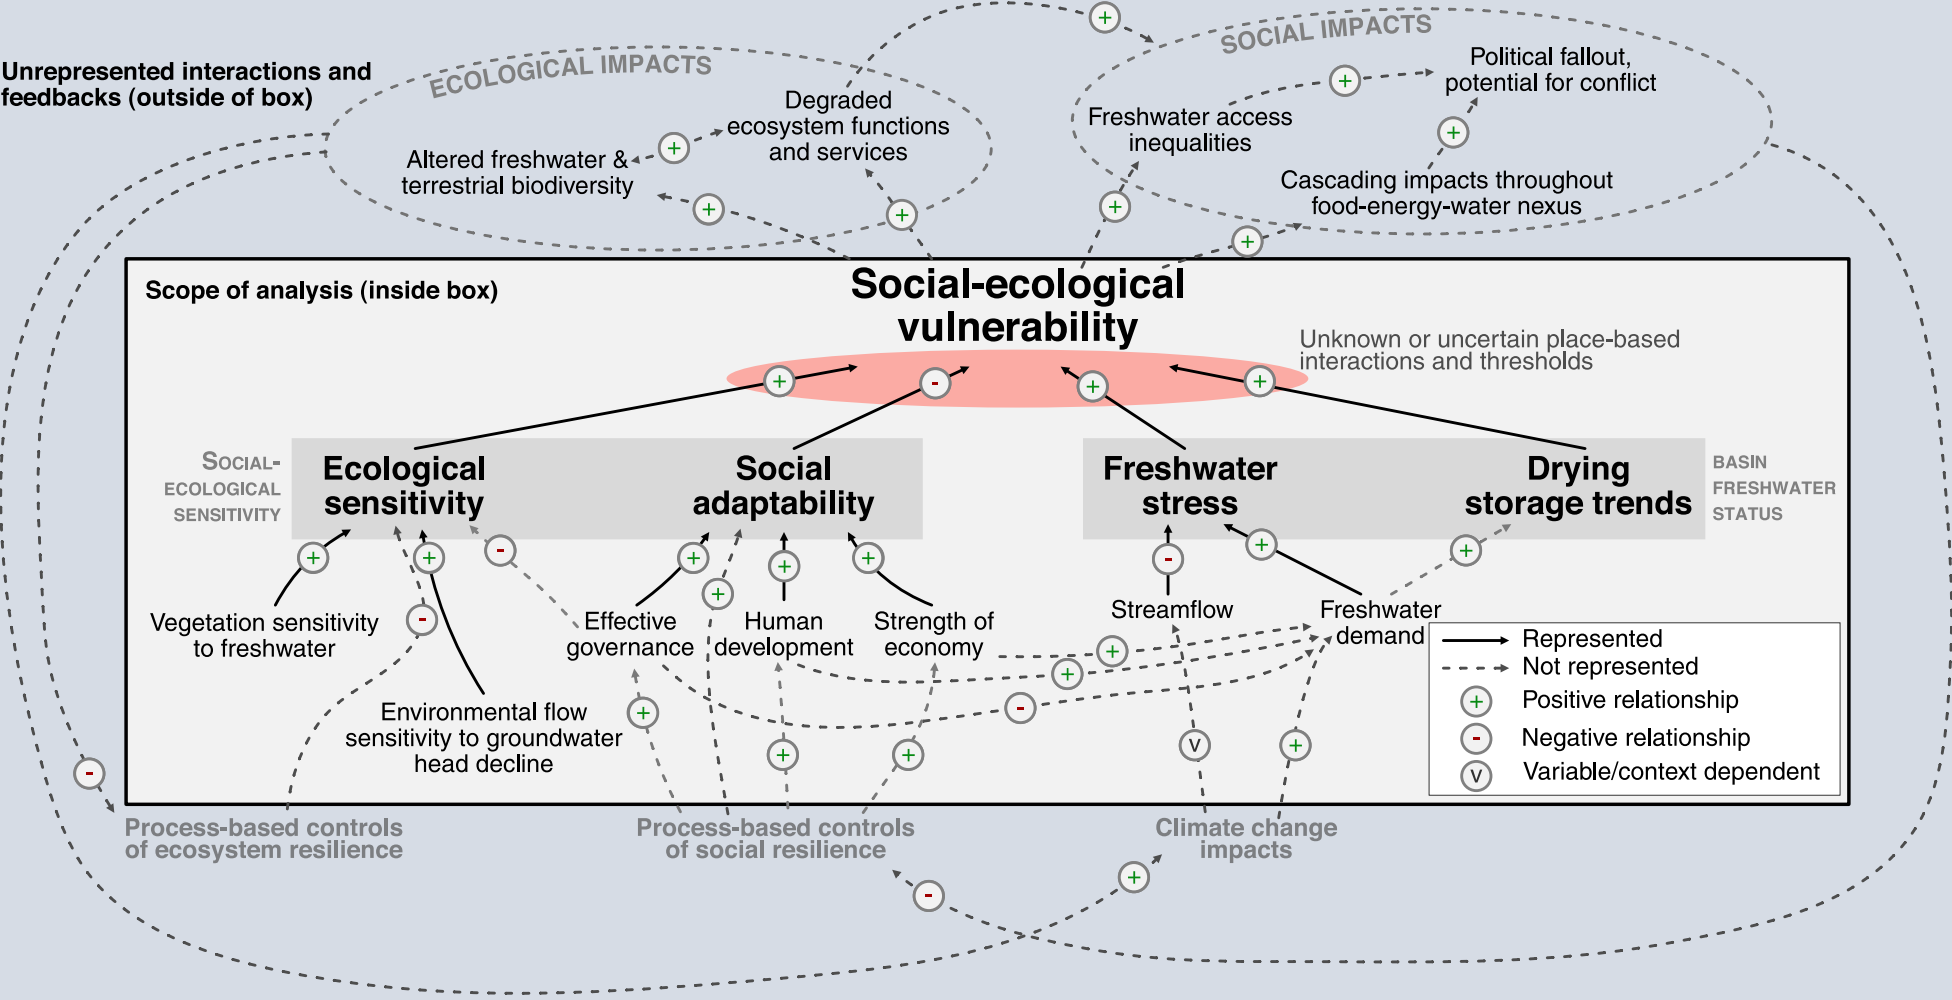 Unrepresented interactions and
feedbacks (outside of box)
ECOLOGICAL IMPACTS
Degraded
ecosystem functions
and services
Altered freshwater &
terrestrial biodiversity
SOCIAL IMPACTS
Political fallout,
potential for conflict
Freshwater access
inequalities
Cascading impacts throughout
food-energy-water nexus
+
+
+
+
+
+
+
+
Scope of analysis (inside box)
Social-ecological
vulnerability
Unknown or uncertain place-based
interactions and thresholds
+
-
+
+
SOCIAL-
ECOLOGICAL
SENSITIVITY
Ecological
sensitivity
Social
adaptability
Freshwater
stress
Drying
storage trends
BASIN
FRESHWATER
STATUS
+
+
-
+
+
+
-
+
+
-
+
Vegetation sensitivity
to freshwater
Environmental flow
sensitivity to groundwater
head decline
Effective
governance
Human
development
Strength of
economy
Streamflow
Freshwater
demand
+
+
-
+
+
+
V
+
Represented
Not represented
+ Positive relationship
- Negative relationship
V Variable/context dependent
-
Process-based controls
of ecosystem resilience
Process-based controls
of social resilience
Climate change
impacts
+
-